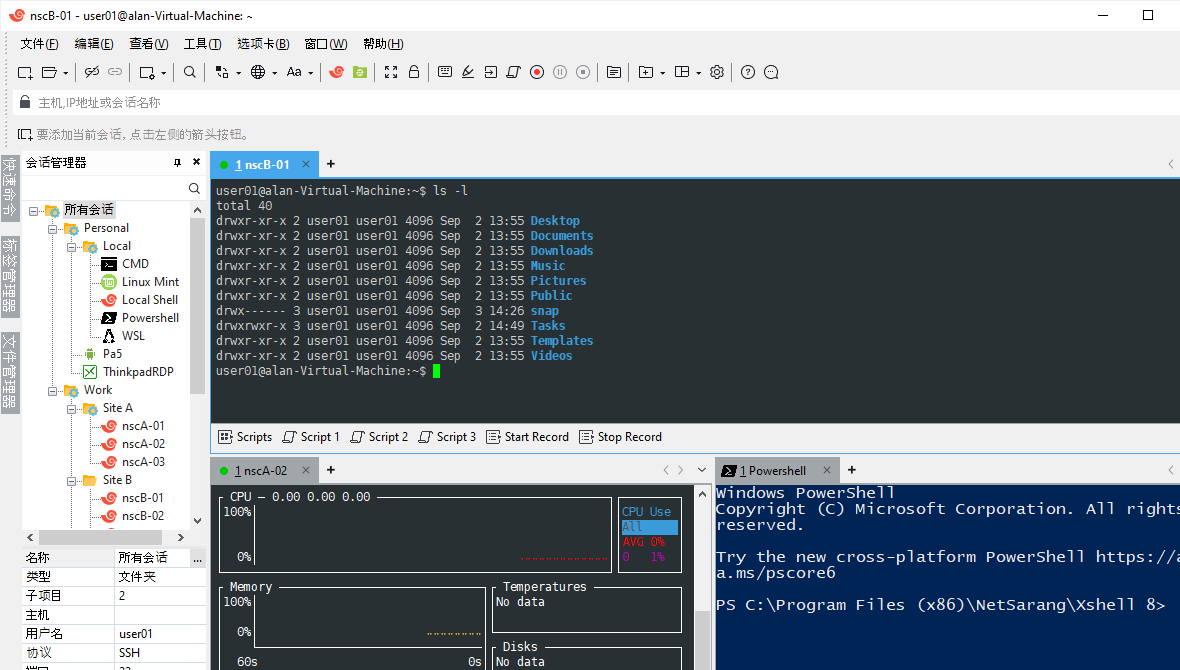 nscB-01 - user01@alan-Virtual-Machine: ~
文件(F) 编辑(E) 查看(V) 工具(T) 选项卡(B) 窗口(W) 帮助(H)
Aa
主机,IP地址或会话名称
要添加当前会话, 点击左侧的箭头按钮。
快速命令
标签管理器
文件管理器
会话管理器
所有会话
Personal
Local
CMD
Linux Mint
Local Shell
Powershell
WSL
Pa5
ThinkpadRDP
Work
Site A
nscA-01
nscA-02
nscA-03
Site B
nscB-01
nscB-02
名称 所有会话 ...
类型 文件夹
子项目 2
主机
用户名 user01
协议 SSH
1 nscB-01 × +
user01@alan-Virtual-Machine:~$ ls -l
total 40
drwxr-xr-x 2 user01 user01 4096 Sep  2 13:55 Desktop
drwxr-xr-x 2 user01 user01 4096 Sep  2 13:55 Documents
drwxr-xr-x 2 user01 user01 4096 Sep  2 13:55 Downloads
drwxr-xr-x 2 user01 user01 4096 Sep  2 13:55 Music
drwxr-xr-x 2 user01 user01 4096 Sep  2 13:55 Pictures
drwxr-xr-x 2 user01 user01 4096 Sep  2 13:55 Public
drwx------ 3 user01 user01 4096 Sep  3 14:26 snap
drwxrwxr-x 3 user01 user01 4096 Sep  2 14:49 Tasks
drwxr-xr-x 2 user01 user01 4096 Sep  2 13:55 Templates
drwxr-xr-x 2 user01 user01 4096 Sep  2 13:55 Videos
user01@alan-Virtual-Machine:~$
Scripts Script 1 Script 2 Script 3 Start Record Stop Record
1 nscA-02 × +
CPU — 0.00 0.00 0.00
100%
0%
CPU Use
All
AVG 0%
0 1%
Memory
100%
0%
60s 0s
Temperatures
No data
Disks
No data
1 Powershell × +
Windows PowerShell
Copyright (C) Microsoft Corporation. All rights
reserved.
Try the new cross-platform PowerShell https://a
a.ms/pscore6
PS C:\Program Files (x86)\NetSarang\Xshell 8>